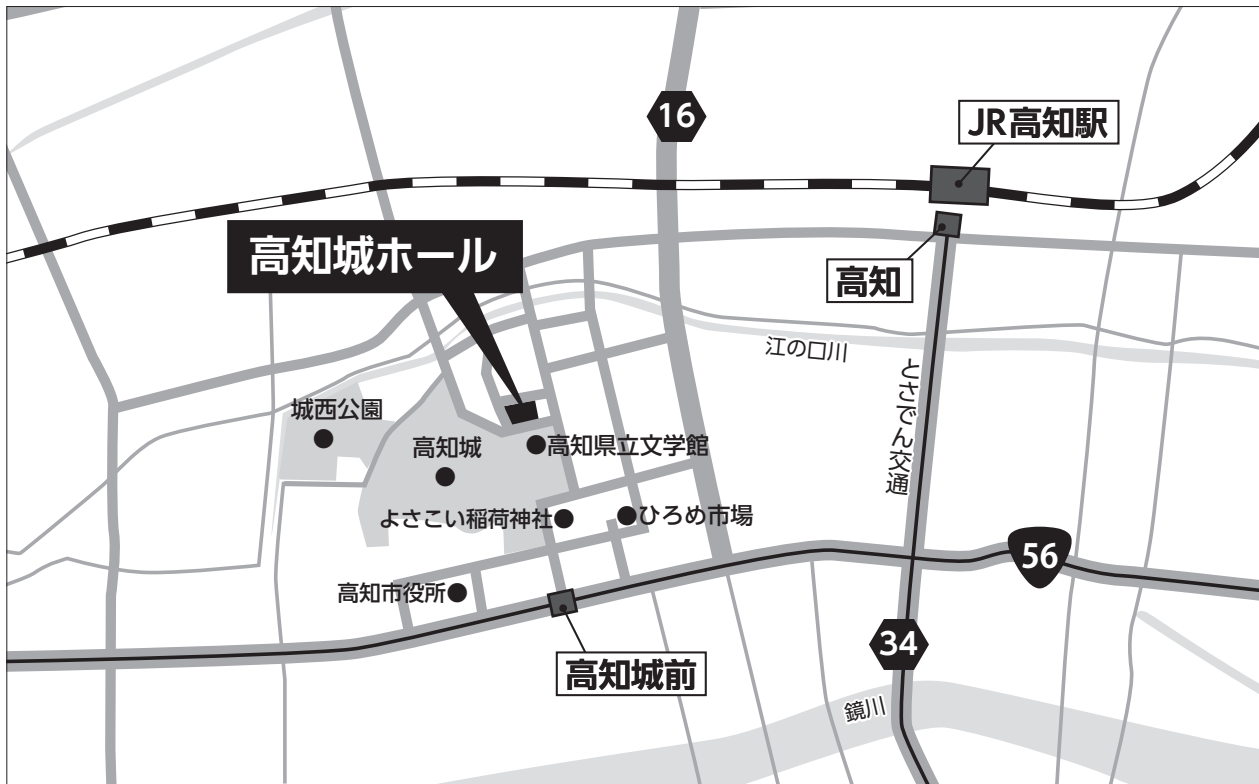 16
JR高知駅
高知城ホール
高知
江の口川
とさでん交通
城西公園
高知城
高知県立文学館
よさこい稲荷神社
ひろめ市場
56
高知市役所
34
高知城前
鏡川